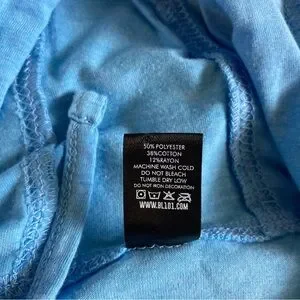 50% POLYESTER
38%COTTON
12%RAYON
MACHINE WASH COLD
DO NOT BLEACH
TUMBLE DRY LOW
DO NOT IRON DECORATION
WWW.BL101.COM